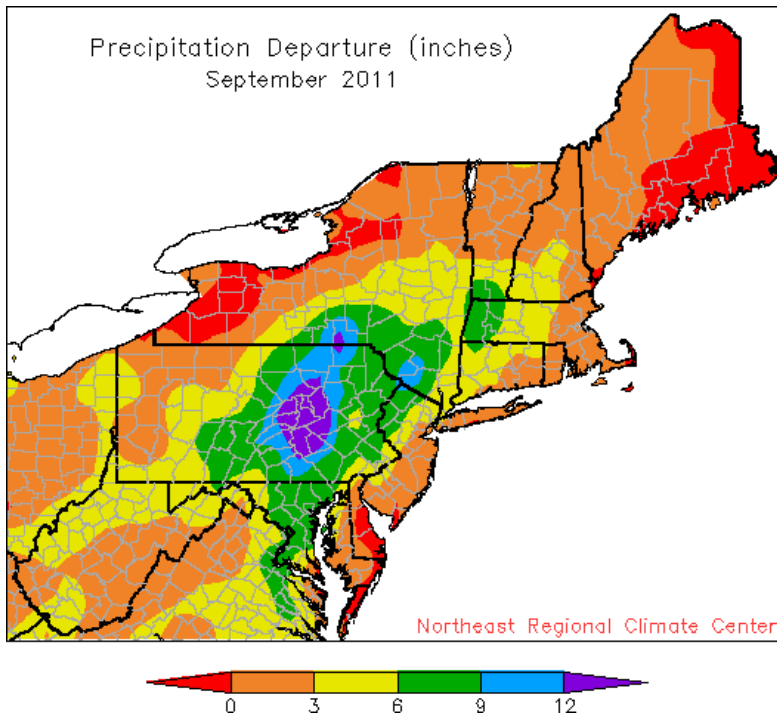 Precipitation Departure (inches)
September 2011
Northeast Regional Climate Center
0 3 6 9 12